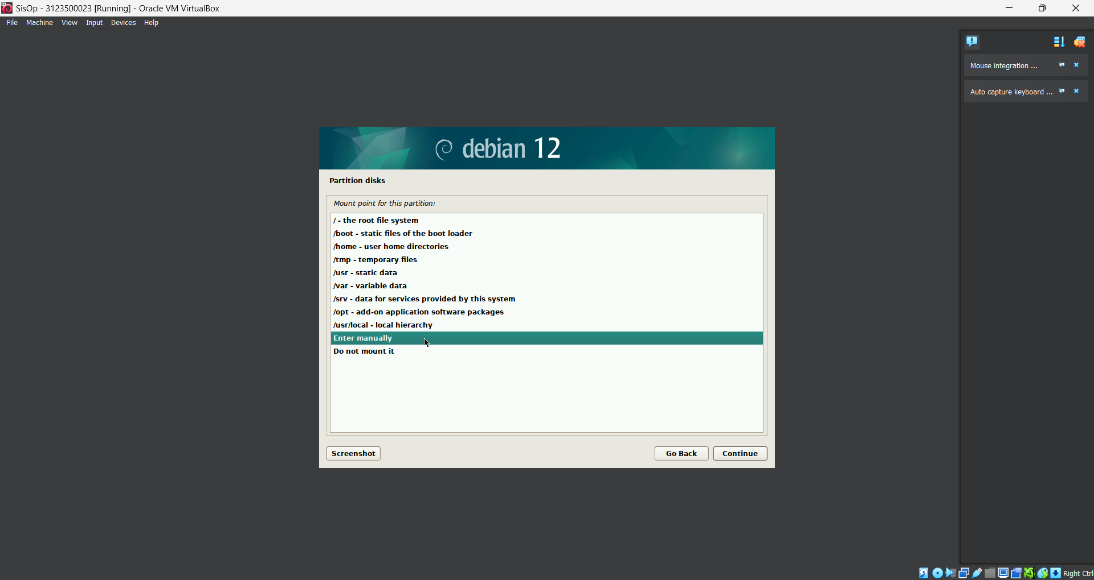 SisOp - 3123500023 [Running] - Oracle VM VirtualBox
File Machine View Input Devices Help
Mouse integration ...
Auto capture keyboard ...
debian 12
Partition disks
Mount point for this partition:
/ - the root file system
/boot - static files of the boot loader
/home - user home directories
/tmp - temporary files
/usr - static data
/var - variable data
/srv - data for services provided by this system
/opt - add-on application software packages
/usr/local - local hierarchy
Enter manually
Do not mount it
Screenshot Go Back Continue
Right Ctrl